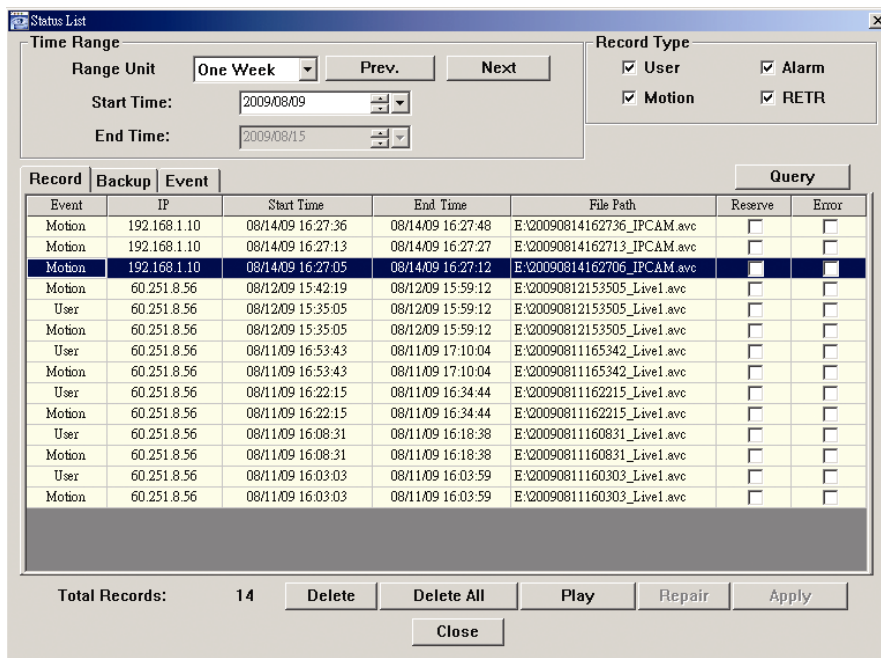 Status List
Time Range
Record Type
Range Unit One Week Prev. Next
User Alarm
Start Time: 2009/08/09
Motion RETR
End Time: 2009/08/15
Record Backup Event Query
Event IP Start Time End Time File Path Reserve Error
Motion 192.168.1.10 08/14/09 16:27:36 08/14/09 16:27:48 E:\20090814162736_IPCAM.avc
Motion 192.168.1.10 08/14/09 16:27:13 08/14/09 16:27:27 E:\20090814162713_IPCAM.avc
Motion 192.168.1.10 08/14/09 16:27:05 08/14/09 16:27:12 E:\20090814162706_IPCAM.avc
Motion 60.251.8.56 08/12/09 15:42:19 08/12/09 15:59:12 E:\20090812153505_Live1.avc
User 60.251.8.56 08/12/09 15:35:05 08/12/09 15:59:12 E:\20090812153505_Live1.avc
Motion 60.251.8.56 08/12/09 15:35:05 08/12/09 15:59:12 E:\20090812153505_Live1.avc
User 60.251.8.56 08/11/09 16:53:43 08/11/09 17:10:04 E:\20090811165342_Live1.avc
Motion 60.251.8.56 08/11/09 16:53:43 08/11/09 17:10:04 E:\20090811165342_Live1.avc
User 60.251.8.56 08/11/09 16:22:15 08/11/09 16:34:44 E:\20090811162215_Live1.avc
Motion 60.251.8.56 08/11/09 16:22:15 08/11/09 16:34:44 E:\20090811162215_Live1.avc
User 60.251.8.56 08/11/09 16:08:31 08/11/09 16:18:38 E:\20090811160831_Live1.avc
Motion 60.251.8.56 08/11/09 16:08:31 08/11/09 16:18:38 E:\20090811160831_Live1.avc
User 60.251.8.56 08/11/09 16:03:03 08/11/09 16:03:59 E:\20090811160303_Live1.avc
Motion 60.251.8.56 08/11/09 16:03:03 08/11/09 16:03:59 E:\20090811160303_Live1.avc
Total Records: 14 Delete Delete All Play Repair Apply
Close